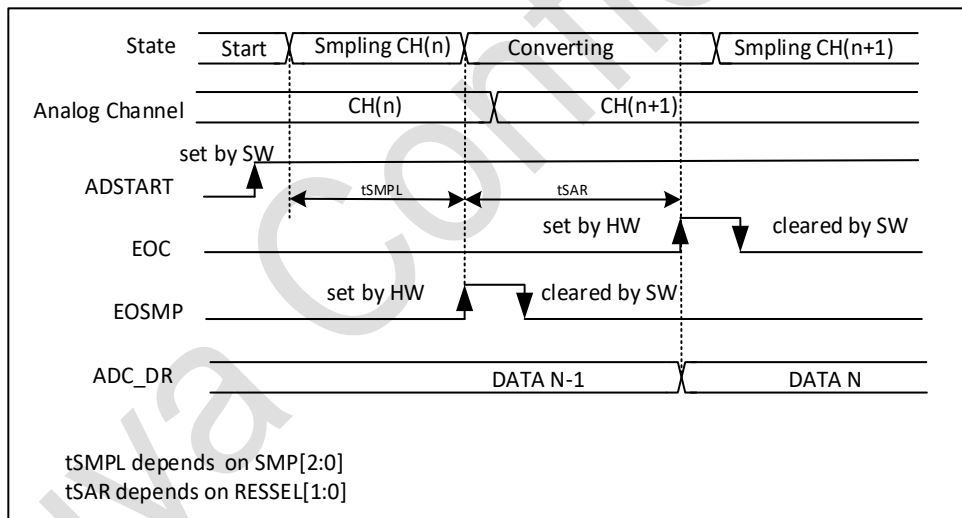 State Start Smpling CH(n) Converting Smpling CH(n+1)
Analog Channel CH(n) CH(n+1)
set by SW
ADSTART tSMPL tSAR
set by HW cleared by SW
EOC
set by HW cleared by SW
EOSMP
ADC_DR DATA N-1 DATA N
tSMPL depends on SMP[2:0]
tSAR depends on RESSEL[1:0]